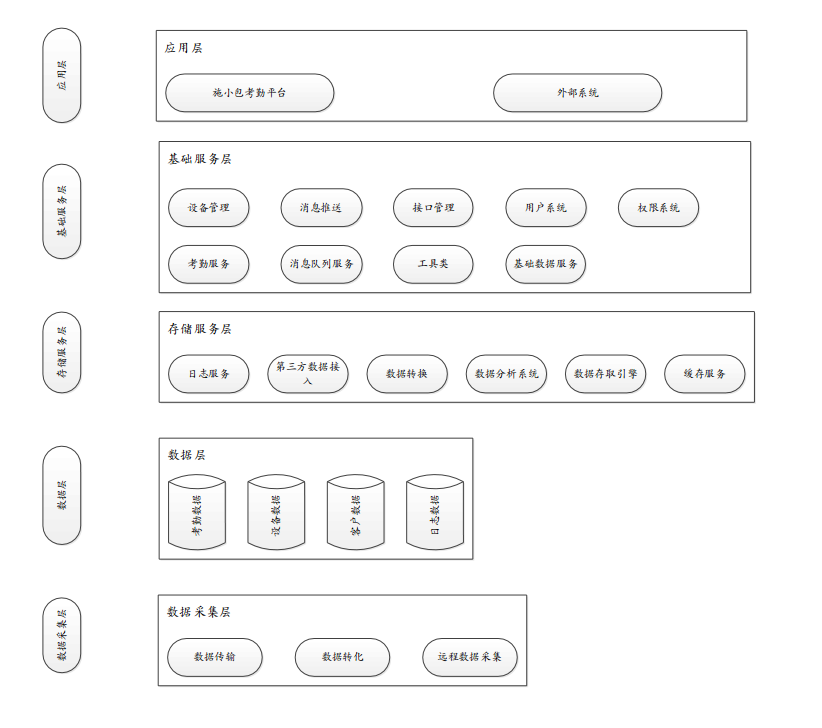 应用层
应用层
施小包考勤平台
外部系统
基础服务层
基础服务层
设备管理
消息推送
接口管理
用户系统
权限系统
考勤服务
消息队列服务
工具类
基础数据服务
存储服务层
存储服务层
日志服务
第三方数据接
入
数据转换
数据分析系统
数据存取引擎
缓存服务
数据层
数据层
考勤数据
设备数据
客户数据
日志数据
数据采集层
数据采集层
数据传输
数据转化
远程数据采集